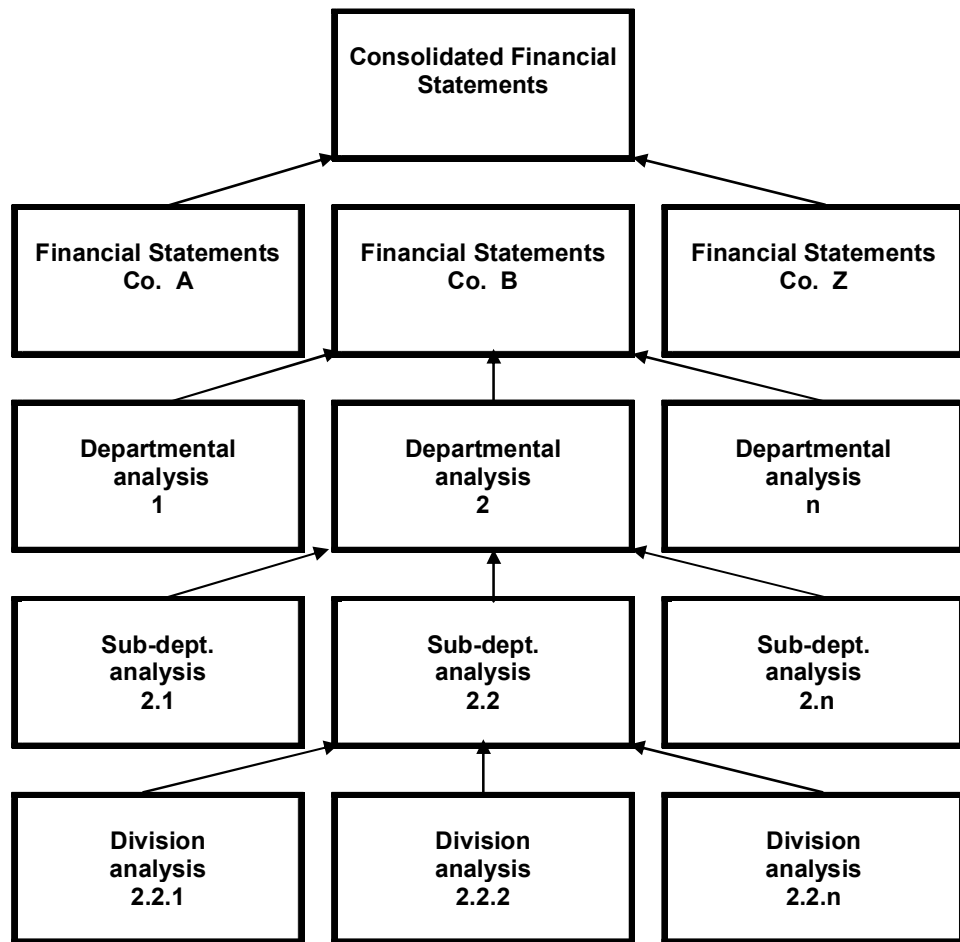 Consolidated Financial
Statements
Financial Statements
Co. A
Financial Statements
Co. B
Financial Statements
Co. Z
Departmental
analysis
1
Departmental
analysis
2
Departmental
analysis
n
Sub-dept.
analysis
2.1
Sub-dept.
analysis
2.2
Sub-dept.
analysis
2.n
Division
analysis
2.2.1
Division
analysis
2.2.2
Division
analysis
2.2.n